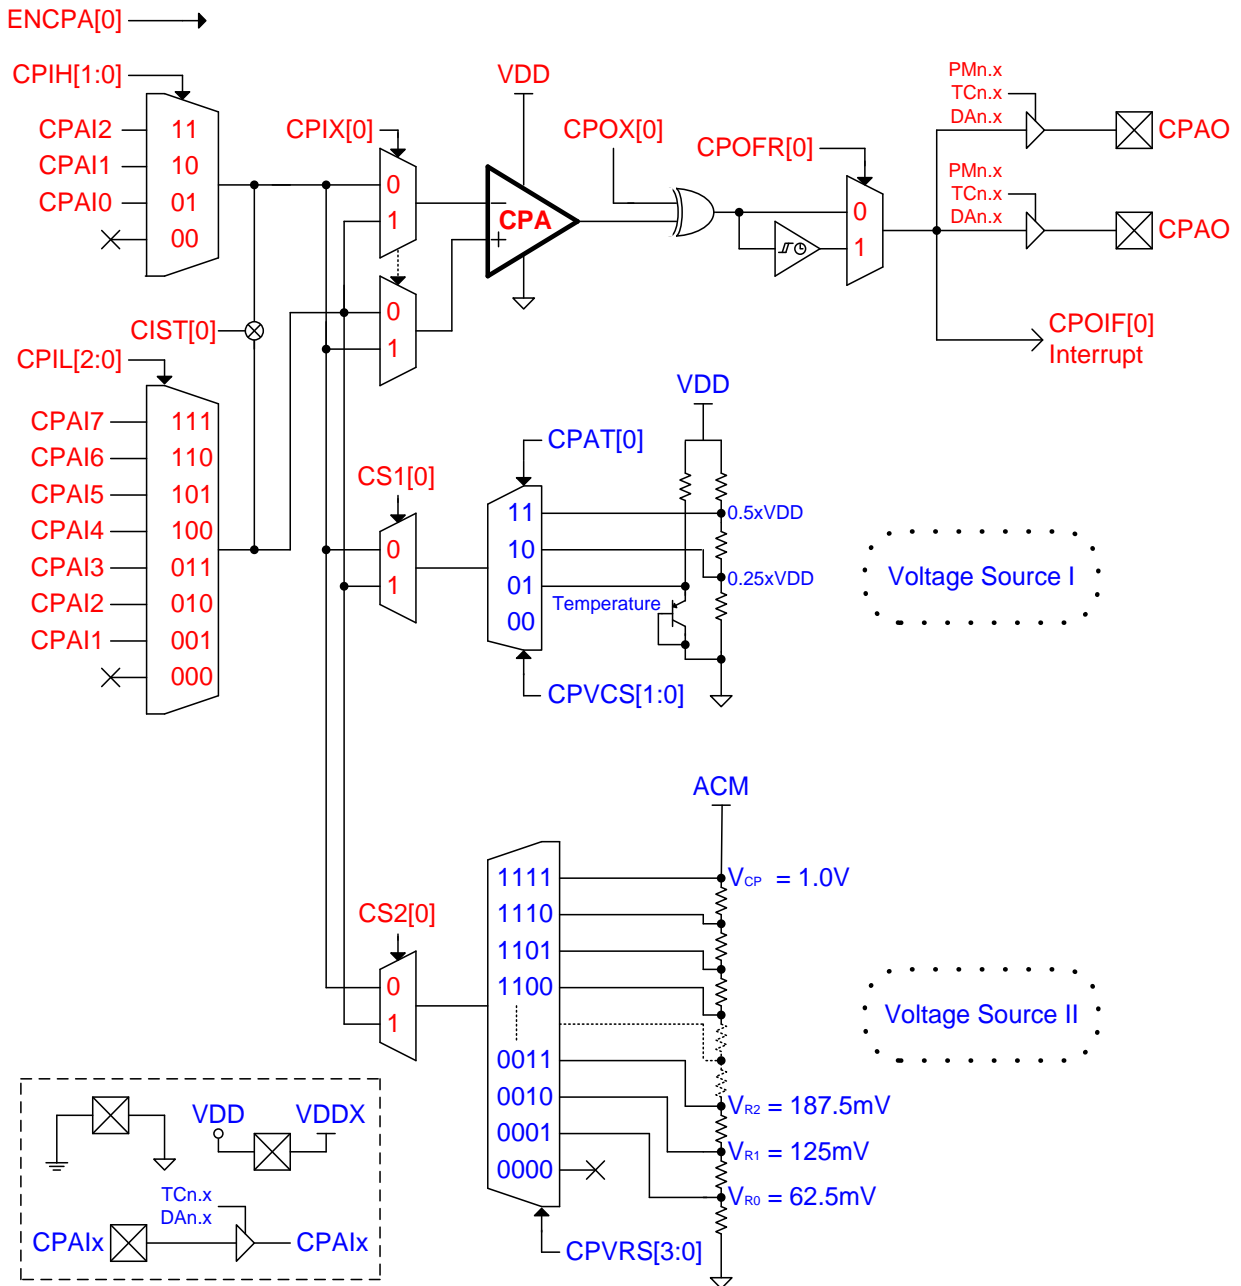 ENCPA[0]
CPIH[1:0]
CPAI2
11
CPAI1
10
CPAI0
01
00
CPIX[0]
0
1
0
1
VDD
CPA
−
+
CPOX[0]
CPOFR[0]
0
1
PMn.x
TCn.x
DAn.x
CPAO
PMn.x
TCn.x
DAn.x
CPAO
CPOIF[0]
Interrupt
CIST[0]
CPIL[2:0]
CPAI7
111
CPAI6
110
CPAI5
101
CPAI4
100
CPAI3
011
CPAI2
010
CPAI1
001
000
CS1[0]
0
1
CPAT[0]
11
10
01
00
CPVCS[1:0]
VDD
0.5xVDD
0.25xVDD
Temperature
Voltage Source I
CS2[0]
0
1
ACM
1111
1110
1101
1100
0011
0010
0001
0000
CPVRS[3:0]
VCP = 1.0V
VR2 = 187.5mV
VR1 = 125mV
VR0 = 62.5mV
Voltage Source II
VDD
VDDX
TCn.x
DAn.x
CPAIx
CPAIx